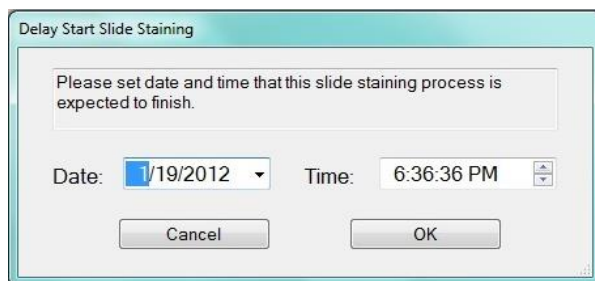 Delay Start Slide Staining
Please set date and time that this slide staining process is
expected to finish.
Date: 1/19/2012 Time: 6:36:36 PM
Cancel OK